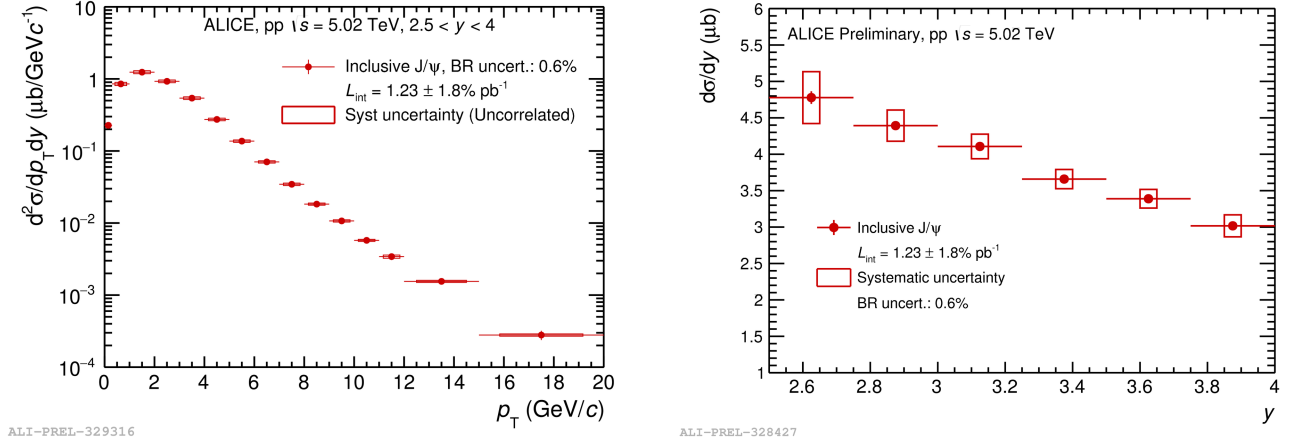 ALICE, pp √s = 5.02 TeV, 2.5 < y < 4
Inclusive J/ψ, BR uncert.: 0.6%
L_int = 1.23 ± 1.8% pb⁻¹
Syst uncertainty (Uncorrelated)
d²σ/dp_T dy (μb/GeVc⁻¹)
10
1
10⁻¹
10⁻²
10⁻³
10⁻⁴
0 2 4 6 8 10 12 14 16 18 20
p_T (GeV/c)
ALI-PREL-329316
ALICE Preliminary, pp √s = 5.02 TeV
dσ/dy (μb)
6
5.5
5
4.5
4
3.5
3
2.5
2
1.5
1
Inclusive J/ψ
L_int = 1.23 ± 1.8% pb⁻¹
Systematic uncertainty
BR uncert.: 0.6%
2.6 2.8 3 3.2 3.4 3.6 3.8 4
y
ALI-PREL-328427